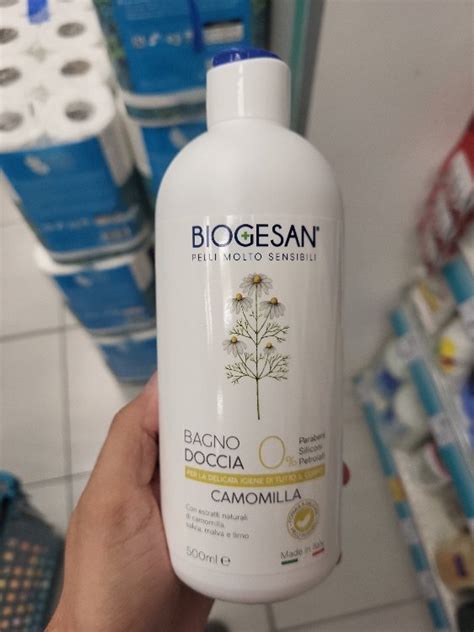 BIOGESAN®
PELLI MOLTO SENSIBILI
BAGNO
DOCCIA
0%
Parabeni
Siliconi
Petrolati
PER LA DELICATA IGIENE DI TUTTO IL CORPO
CAMOMILLA
Con estratti naturali
di camomilla,
salvia, malva e timo
500ml ℮
Made in Italy